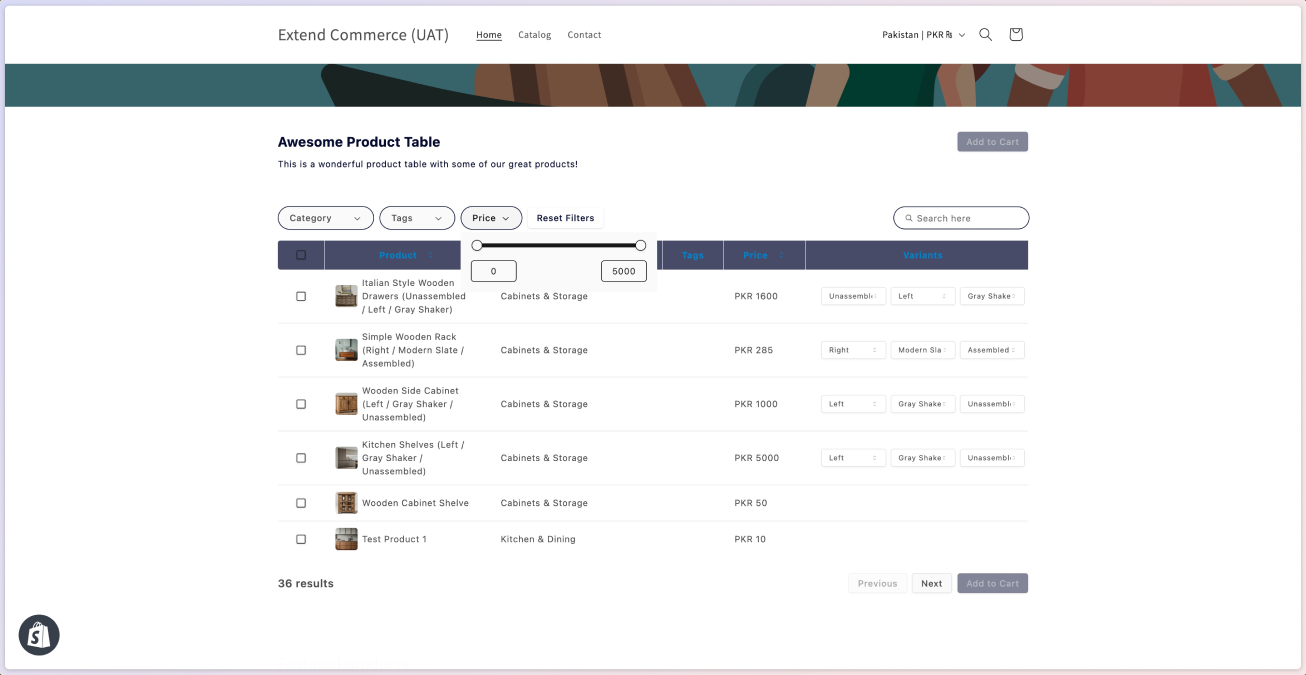 Extend Commerce (UAT) Home Catalog Contact Pakistan | PKR ₨
Awesome Product Table Add to Cart
This is a wonderful product table with some of our great products!
Category Tags Price Reset Filters Search here
Product Tags Price Variants
0 5000
Italian Style Wooden
Drawers (Unassembled
/ Left / Gray Shaker)
Cabinets & Storage PKR 1600 Unassembl Left Gray Shake
Simple Wooden Rack
(Right / Modern Slate /
Assembled)
Cabinets & Storage PKR 285 Right Modern Sla Assembled
Wooden Side Cabinet
(Left / Gray Shaker /
Unassembled)
Cabinets & Storage PKR 1000 Left Gray Shake Unassembl
Kitchen Shelves (Left /
Gray Shaker /
Unassembled)
Cabinets & Storage PKR 5000 Left Gray Shake Unassembl
Wooden Cabinet Shelve Cabinets & Storage PKR 50
Test Product 1 Kitchen & Dining PKR 10
36 results Previous Next Add to Cart